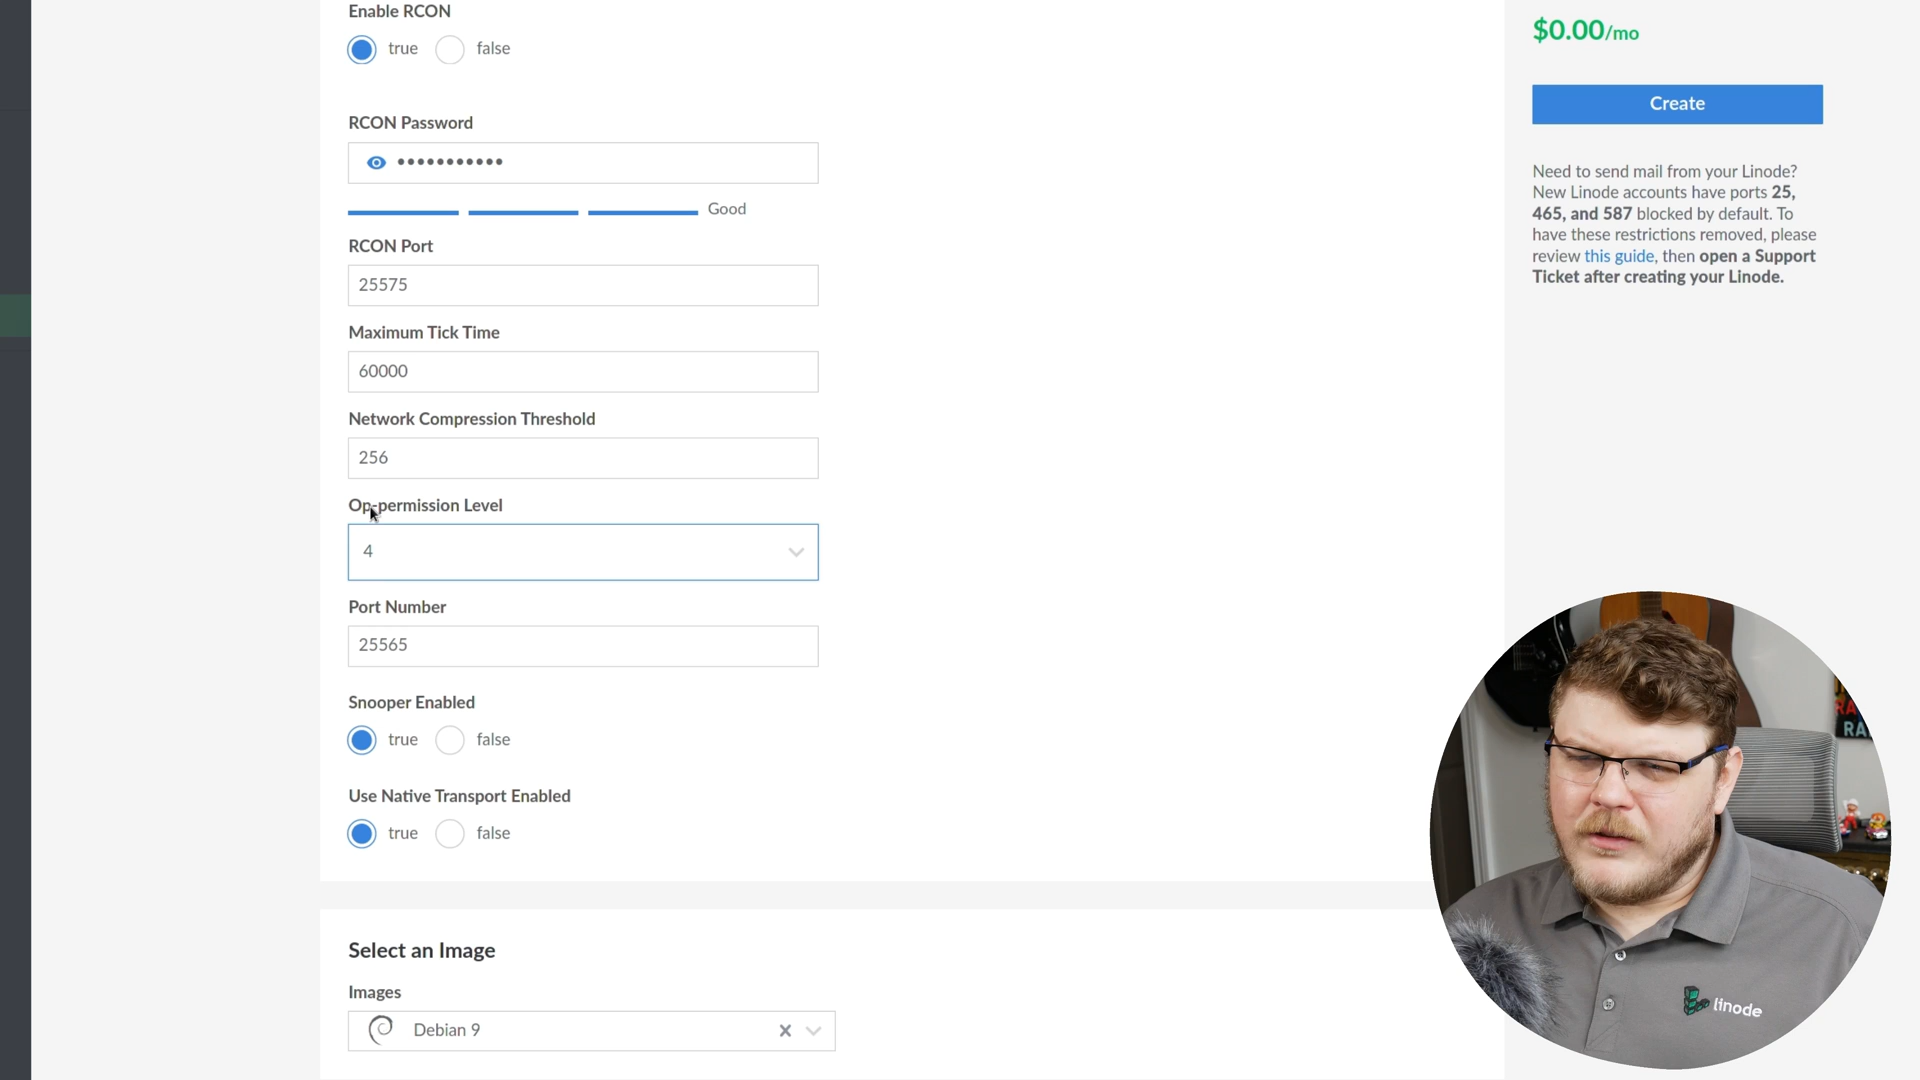 Enable RCON
true false
RCON Password
•••••••••••
Good
RCON Port
25575
Maximum Tick Time
60000
Network Compression Threshold
256
Op-permission Level
4
Port Number
25565
Snooper Enabled
true false
Use Native Transport Enabled
true false
Select an Image
Images
Debian 9
$0.00/mo
Create
Need to send mail from your Linode?
New Linode accounts have ports 25,
465, and 587 blocked by default. To
have these restrictions removed, please
review this guide, then open a Support
Ticket after creating your Linode.
linode